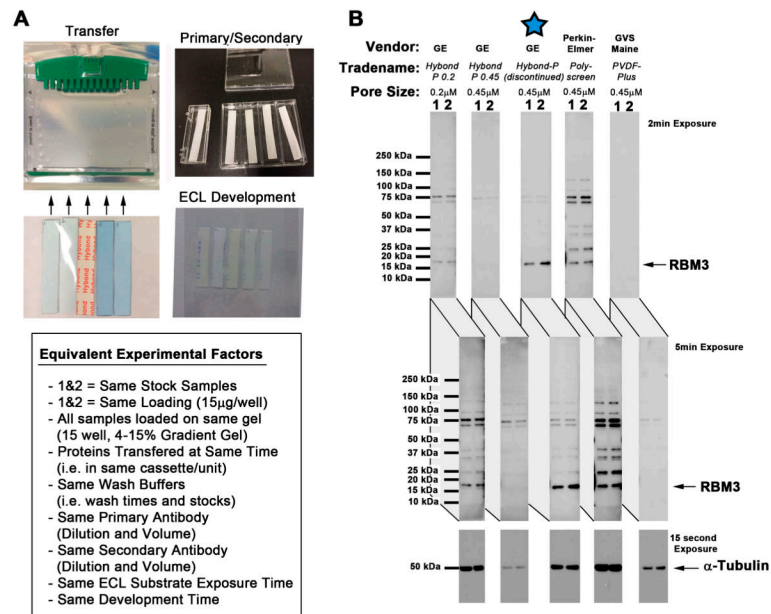 A
Transfer
Primary/Secondary
ECL Development
Hybond Hybond Hybond
Equivalent Experimental Factors
- 1&2 = Same Stock Samples
- 1&2 = Same Loading (15µg/well)
- All samples loaded on same gel
(15 well, 4-15% Gradient Gel)
- Proteins Transfered at Same Time
(i.e. in same cassette/unit)
- Same Wash Buffers
(i.e. wash times and stocks)
- Same Primary Antibody
(Dilution and Volume)
- Same Secondary Antibody
(Dilution and Volume)
- Same ECL Substrate Exposure Time
- Same Development Time
B
Vendor: GE GE GE Perkin-Elmer GVS Maine
Tradename: Hybond P 0.2 Hybond P 0.45 Hybond-P (discontinued) Poly-screen PVDF-Plus
Pore Size: 0.2µM 0.45µM 0.45µM 0.45µM 0.45µM
1 2 1 2 1 2 1 2 1 2
2min Exposure
250 kDa
150 kDa
100 kDa
75 kDa
50 kDa
37 kDa
25 kDa
20 kDa
15 kDa
10 kDa
RBM3
5min Exposure
250 kDa
150 kDa
100 kDa
75 kDa
50 kDa
37 kDa
25 kDa
20 kDa
15 kDa
10 kDa
RBM3
15 second
Exposure
50 kDa
α-Tubulin